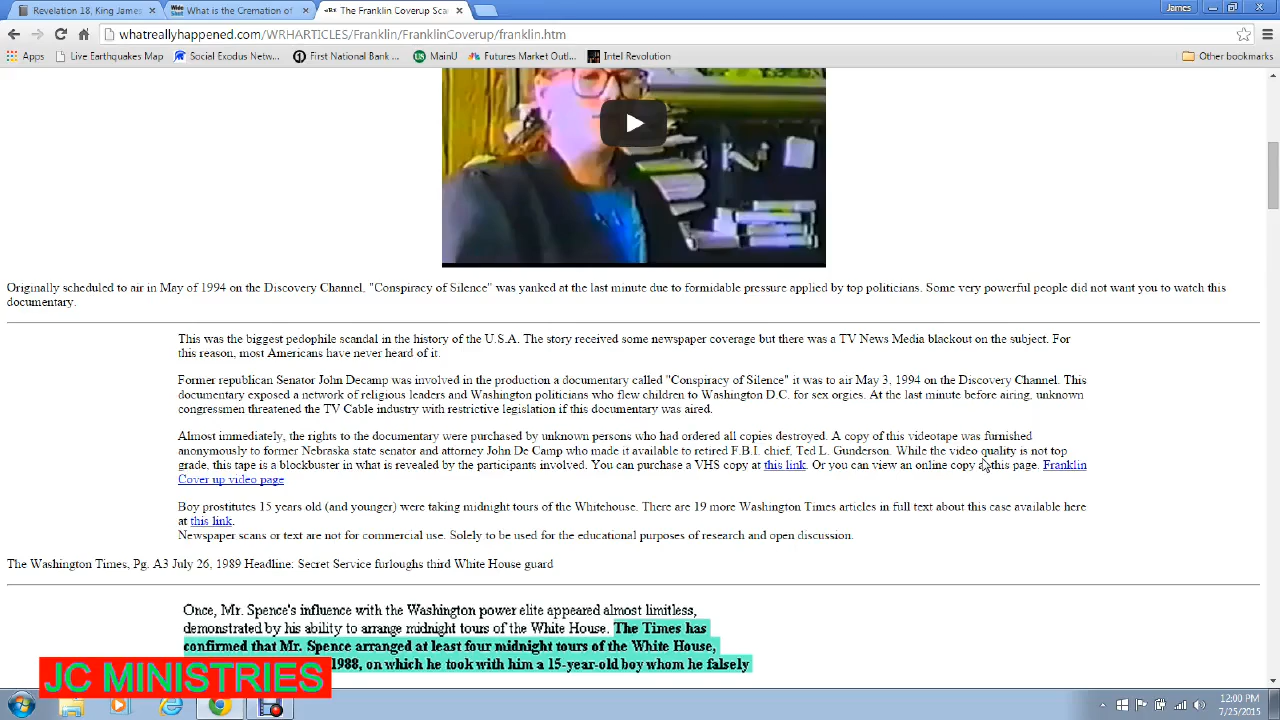 Revelation 18, King James
What is the Cremation of
The Franklin Coverup Sca
James
whatreallyhappened.com/WRHARTICLES/Franklin/FranklinCoverup/franklin.htm
Apps Live Earthquakes Map Social Exodus Netw... First National Bank ... MainU Futures Market Outl... Intel Revolution Other bookmarks
Originally scheduled to air in May of 1994 on the Discovery Channel, "Conspiracy of Silence" was yanked at the last minute due to formidable pressure applied by top politicians. Some very powerful people did not want you to watch this
documentary.
This was the biggest pedophile scandal in the history of the U.S.A. The story received some newspaper coverage but there was a TV News Media blackout on the subject. For
this reason, most Americans have never heard of it.
Former republican Senator John Decamp was involved in the production a documentary called "Conspiracy of Silence" it was to air May 3, 1994 on the Discovery Channel. This
documentary exposed a network of religious leaders and Washington politicians who flew children to Washington D.C. for sex orgies. At the last minute before airing, unknown
congressmen threatened the TV Cable industry with restrictive legislation if this documentary was aired.
Almost immediately, the rights to the documentary were purchased by unknown persons who had ordered all copies destroyed. A copy of this videotape was furnished
anonymously to former Nebraska state senator and attorney John De Camp who made it available to retired F.B.I. chief, Ted L. Gunderson. While the video quality is not top
grade, this tape is a blockbuster in what is revealed by the participants involved. You can purchase a VHS copy at this link. Or you can view an online copy at this page. Franklin
Cover up video page
Boy prostitutes 15 years old (and younger) were taking midnight tours of the Whitehouse. There are 19 more Washington Times articles in full text about this case available here
at this link.
Newspaper scans or text are not for commercial use. Solely to be used for the educational purposes of research and open discussion.
The Washington Times, Pg. A3 July 26, 1989 Headline: Secret Service furloughs third White House guard
Once, Mr. Spence's influence with the Washington power elite appeared almost limitless,
demonstrated by his ability to arrange midnight tours of the White House. The Times has
confirmed that Mr. Spence arranged at least four midnight tours of the White House,
1988, on which he took with him a 15-year-old boy whom he falsely
JC MINISTRIES
12:00 PM
7/25/2015